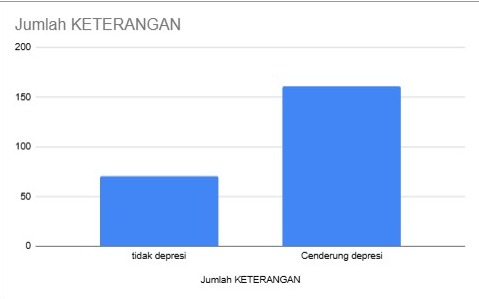 Jumlah KETERANGAN
200
150
100
50
0
tidak depresi
Cenderung depresi
Jumlah KETERANGAN